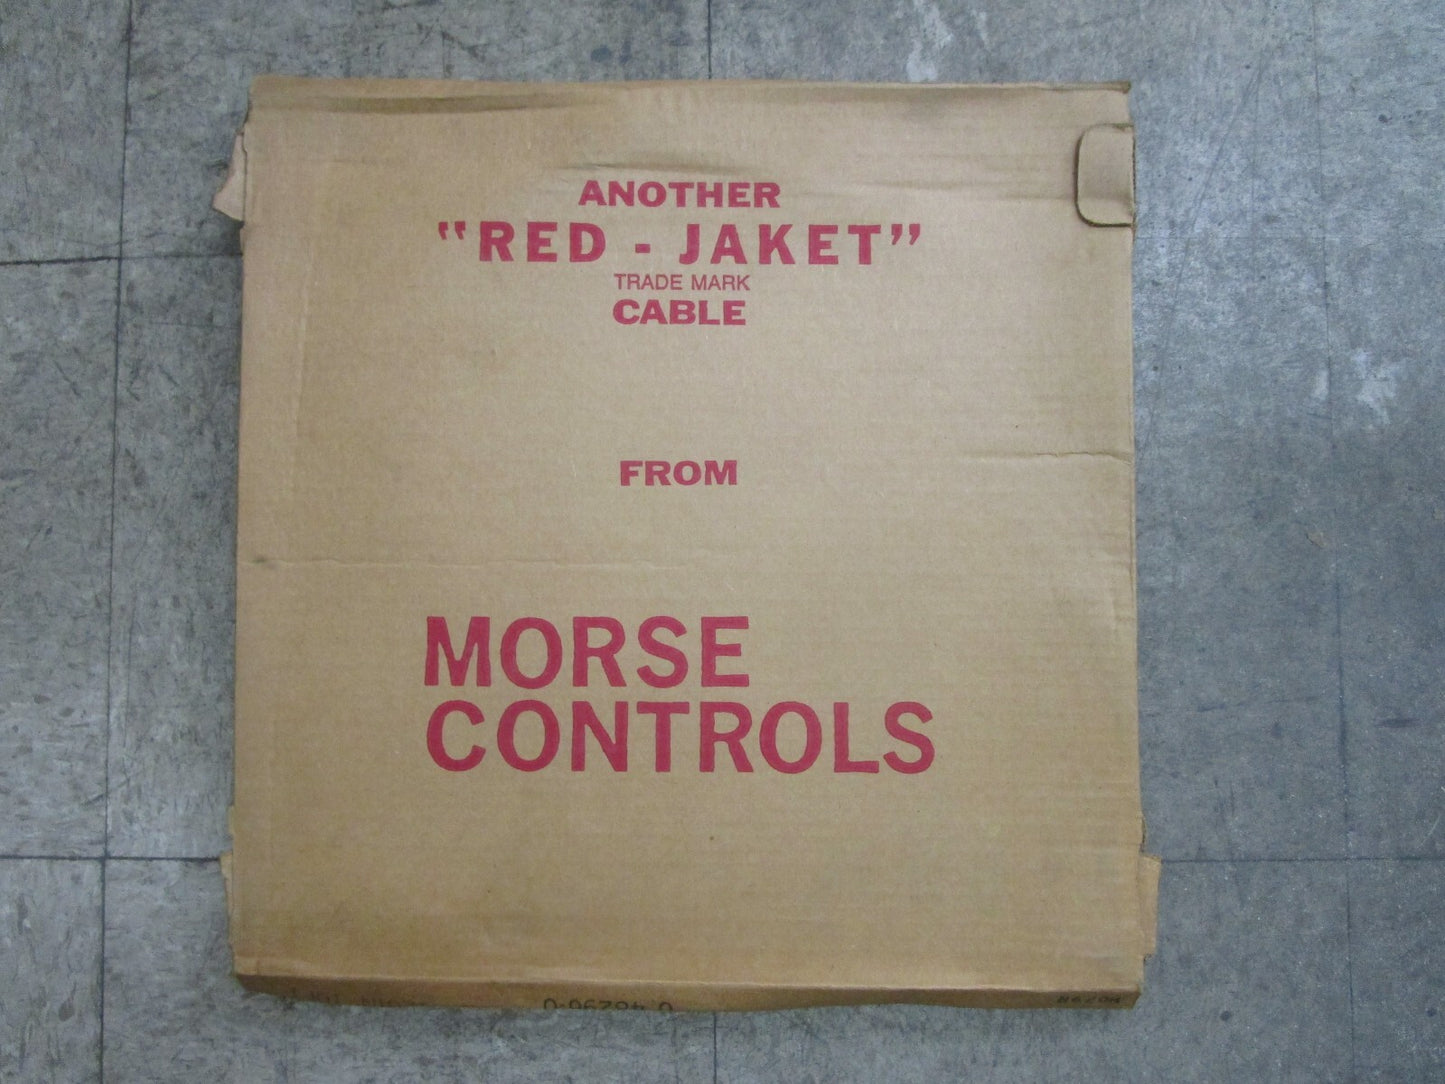 ANOTHER
"RED - JAKET"
TRADE MARK
CABLE
FROM
MORSE
CONTROLS